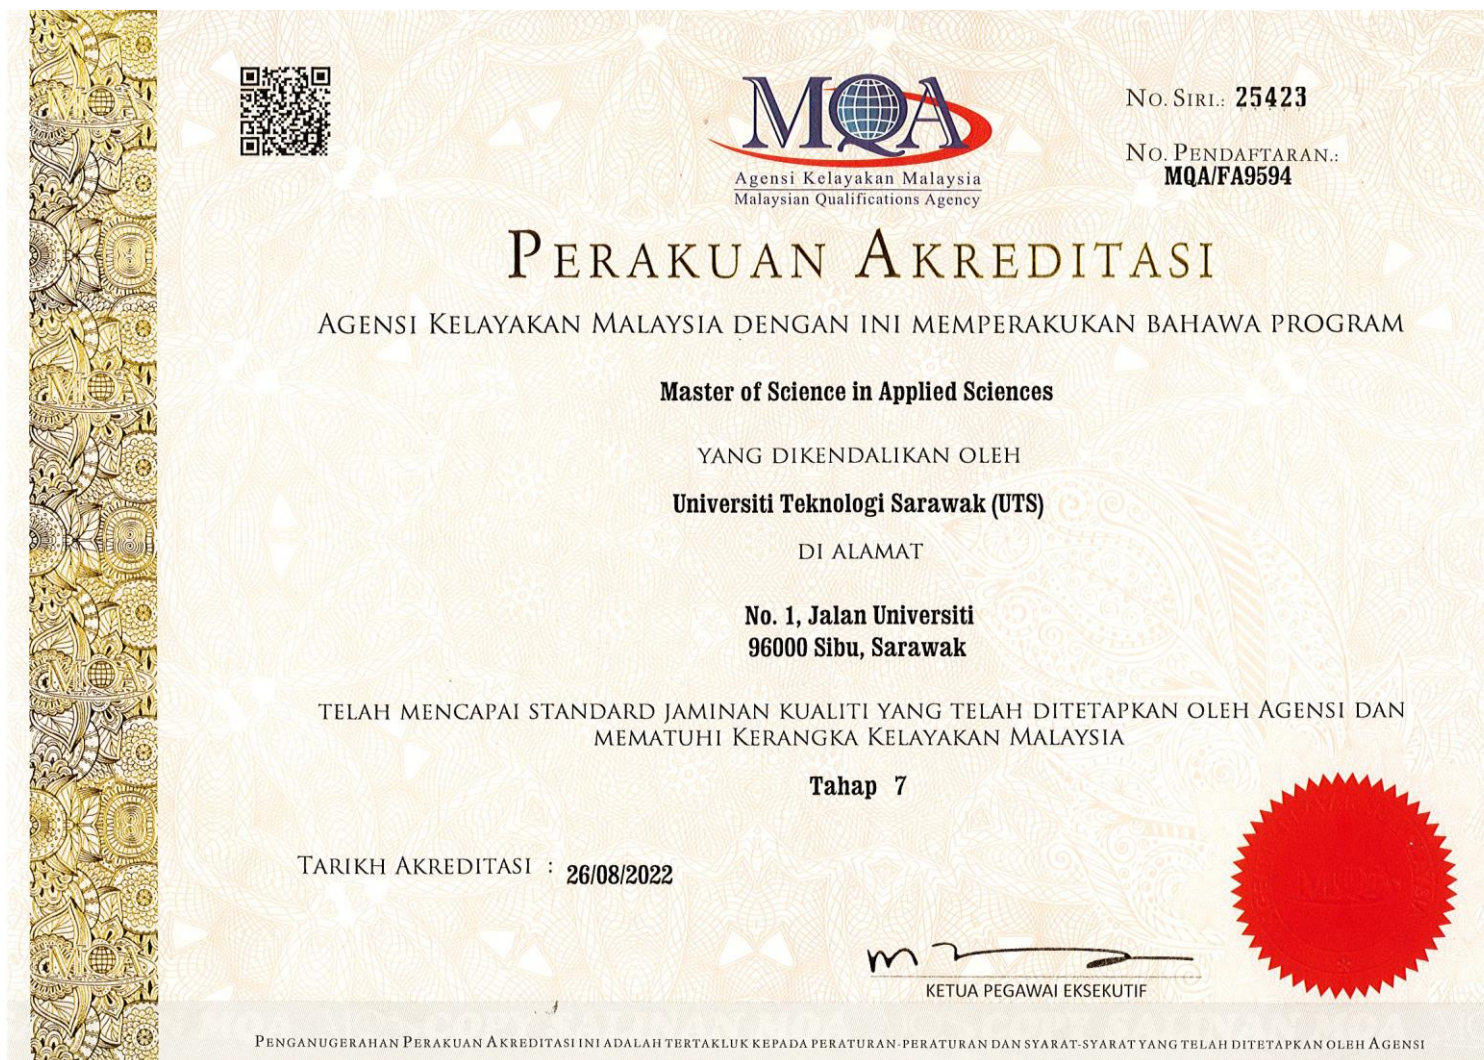 MQA
Agensi Kelayakan Malaysia
Malaysian Qualifications Agency
No. Siri.: 25423
No. Pendaftaran.:
MQA/FA9594
Perakuan Akreditasi
Agensi Kelayakan Malaysia dengan ini memperakukan bahawa program
Master of Science in Applied Sciences
yang dikendalikan oleh
Universiti Teknologi Sarawak (UTS)
di alamat
No. 1, Jalan Universiti
96000 Sibu, Sarawak
telah mencapai standard jaminan kualiti yang telah ditetapkan oleh Agensi dan
mematuhi Kerangka Kelayakan Malaysia
Tahap 7
Tarikh Akreditasi : 26/08/2022
KETUA PEGAWAI EKSEKUTIF
Penganugerahan Perakuan Akreditasi ini adalah tertakluk kepada peraturan-peraturan dan syarat-syarat yang telah ditetapkan oleh Agensi